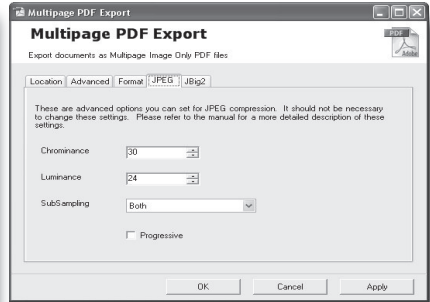 Multipage PDF Export
Multipage PDF Export
PDF
Export documents as Multipage Image Only PDF files
Adobe
Location Advanced Format JPEG JBig2
These are advanced options you can set for JPEG compression. It should not be necessary
to change these settings. Please refer to the manual for a more detailed description of these
settings.
Chrominance 30
Luminance 24
SubSampling Both
Progressive
OK Cancel Apply